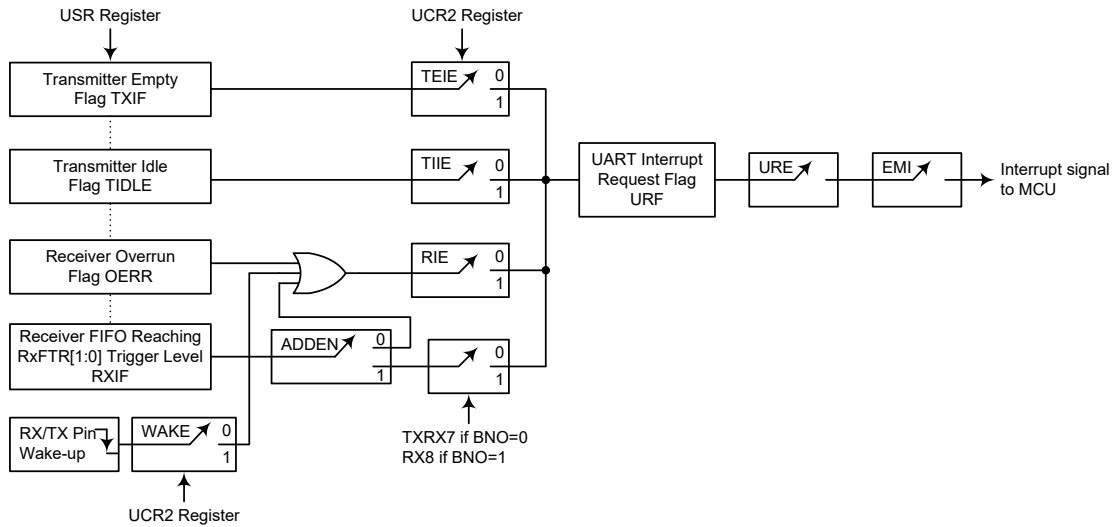 USR Register
UCR2 Register
Transmitter Empty
Flag TXIF
TEIE
0
1
Transmitter Idle
Flag TIDLE
TIIE
0
1
UART Interrupt
Request Flag
URF
URE
EMI
Interrupt signal
to MCU
Receiver Overrun
Flag OERR
RIE
0
1
Receiver FIFO Reaching
RxFTR[1:0] Trigger Level
RXIF
ADDEN
0
1
0
1
TXRX7 if BNO=0
RX8 if BNO=1
RX/TX Pin
Wake-up
WAKE
0
1
UCR2 Register